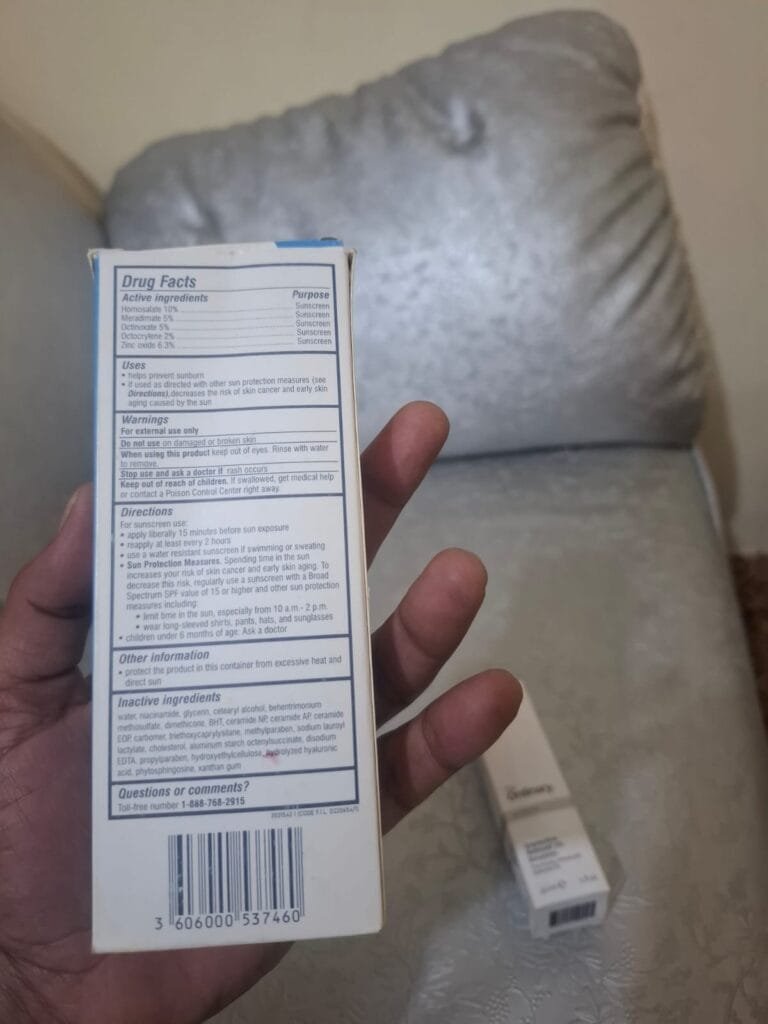 Drug Facts
Active ingredients Purpose
Homosalate 10% Sunscreen
Meradimate 5% Sunscreen
Octinoxate 5% Sunscreen
Octocrylene 2% Sunscreen
Zinc oxide 6.3% Sunscreen
Uses
• helps prevent sunburn
• if used as directed with other sun protection measures (see
Directions), decreases the risk of skin cancer and early skin
aging caused by the sun
Warnings
For external use only
Do not use on damaged or broken skin
When using this product keep out of eyes. Rinse with water
to remove.
Stop use and ask a doctor if rash occurs
Keep out of reach of children. If swallowed, get medical help
or contact a Poison Control Center right away.
Directions
For sunscreen use:
• apply liberally 15 minutes before sun exposure
• reapply at least every 2 hours
• use a water resistant sunscreen if swimming or sweating
• Sun Protection Measures. Spending time in the sun
increases your risk of skin cancer and early skin aging. To
decrease this risk, regularly use a sunscreen with a Broad
Spectrum SPF value of 15 or higher and other sun protection
measures including:
• limit time in the sun, especially from 10 a.m.- 2 p.m.
• wear long-sleeved shirts, pants, hats, and sunglasses
• children under 6 months of age: Ask a doctor
Other information
• protect the product in this container from excessive heat and
direct sun
Inactive ingredients
water, niacinamide, glycerin, cetearyl alcohol, behentrimonium
methosulfate, dimethicone, BHT, ceramide NP, ceramide AP, ceramide
EOP, carbomer, triethoxycaprylylsilane, methylparaben, sodium lauroyl
lactylate, cholesterol, aluminum starch octenylsuccinate, disodium
EDTA, propylparaben, hydroxyethylcellulose, hydrolyzed hyaluronic
acid, phytosphingosine, xanthan gum
Questions or comments?
Toll-free number 1-888-768-2915
3 606000 537460
Ordinary.